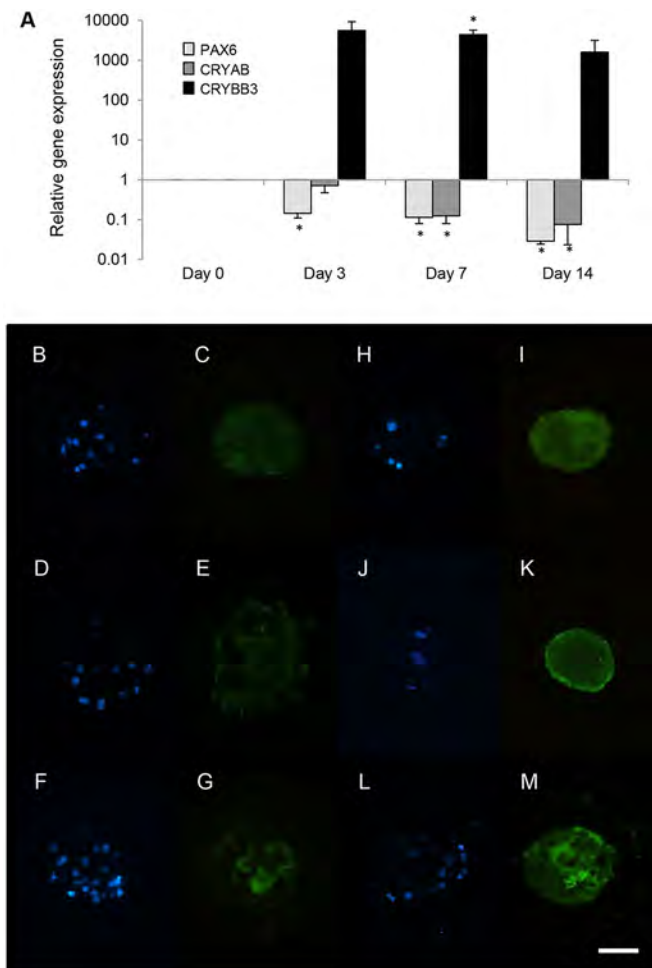 A
10000
1000
100
10
1
0.1
0.01
Relative gene expression
PAX6
CRYAB
CRYBB3
*
*
* *
* *
Day 0 Day 3 Day 7 Day 14
B C H I
D E J K
F G L M